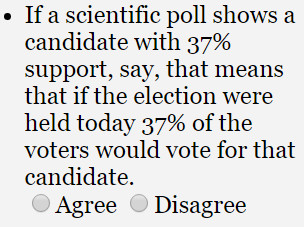 • If a scientific poll shows a
candidate with 37%
support, say, that means
that if the election were
held today 37% of the
voters would vote for that
candidate.
Agree Disagree